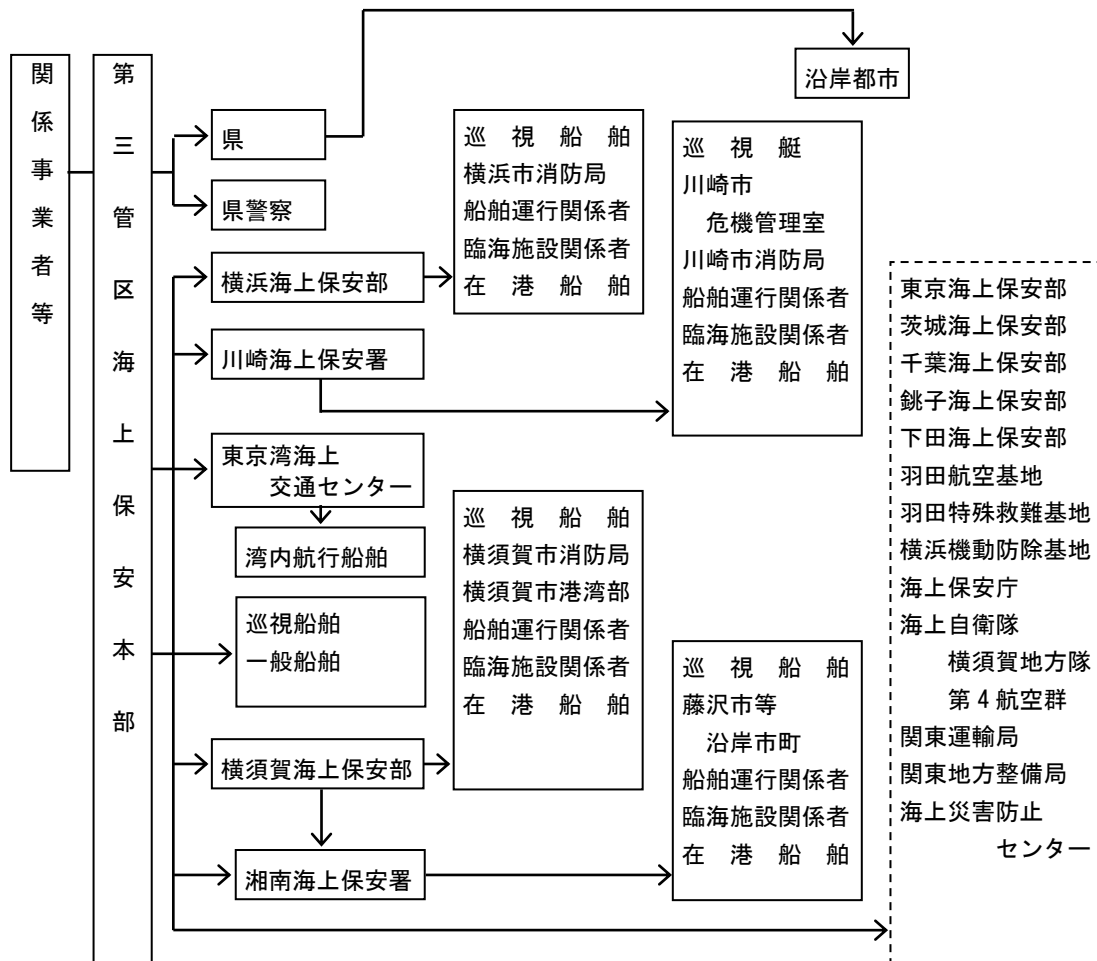 関係事業者等
第三管区海上保安本部
沿岸都市
県
県警察
横浜海上保安部
川崎海上保安署
東京湾海上
交通センター
湾内航行船舶
巡視船舶
一般船舶
横須賀海上保安部
湘南海上保安署
巡視船舶
横浜市消防局
船舶運行関係者
臨海施設関係者
在港船舶
巡視艇
川崎市
危機管理室
川崎市消防局
船舶運行関係者
臨海施設関係者
在港船舶
巡視船舶
横須賀市消防局
横須賀市港湾部
船舶運行関係者
臨海施設関係者
在港船舶
巡視船舶
藤沢市等
沿岸市町
船舶運行関係者
臨海施設関係者
在港船舶
東京海上保安部
茨城海上保安部
千葉海上保安部
銚子海上保安部
下田海上保安部
羽田航空基地
羽田特殊救難基地
横浜機動防除基地
海上保安庁
海上自衛隊
横須賀地方隊
第4航空群
関東運輸局
関東地方整備局
海上災害防止
センター